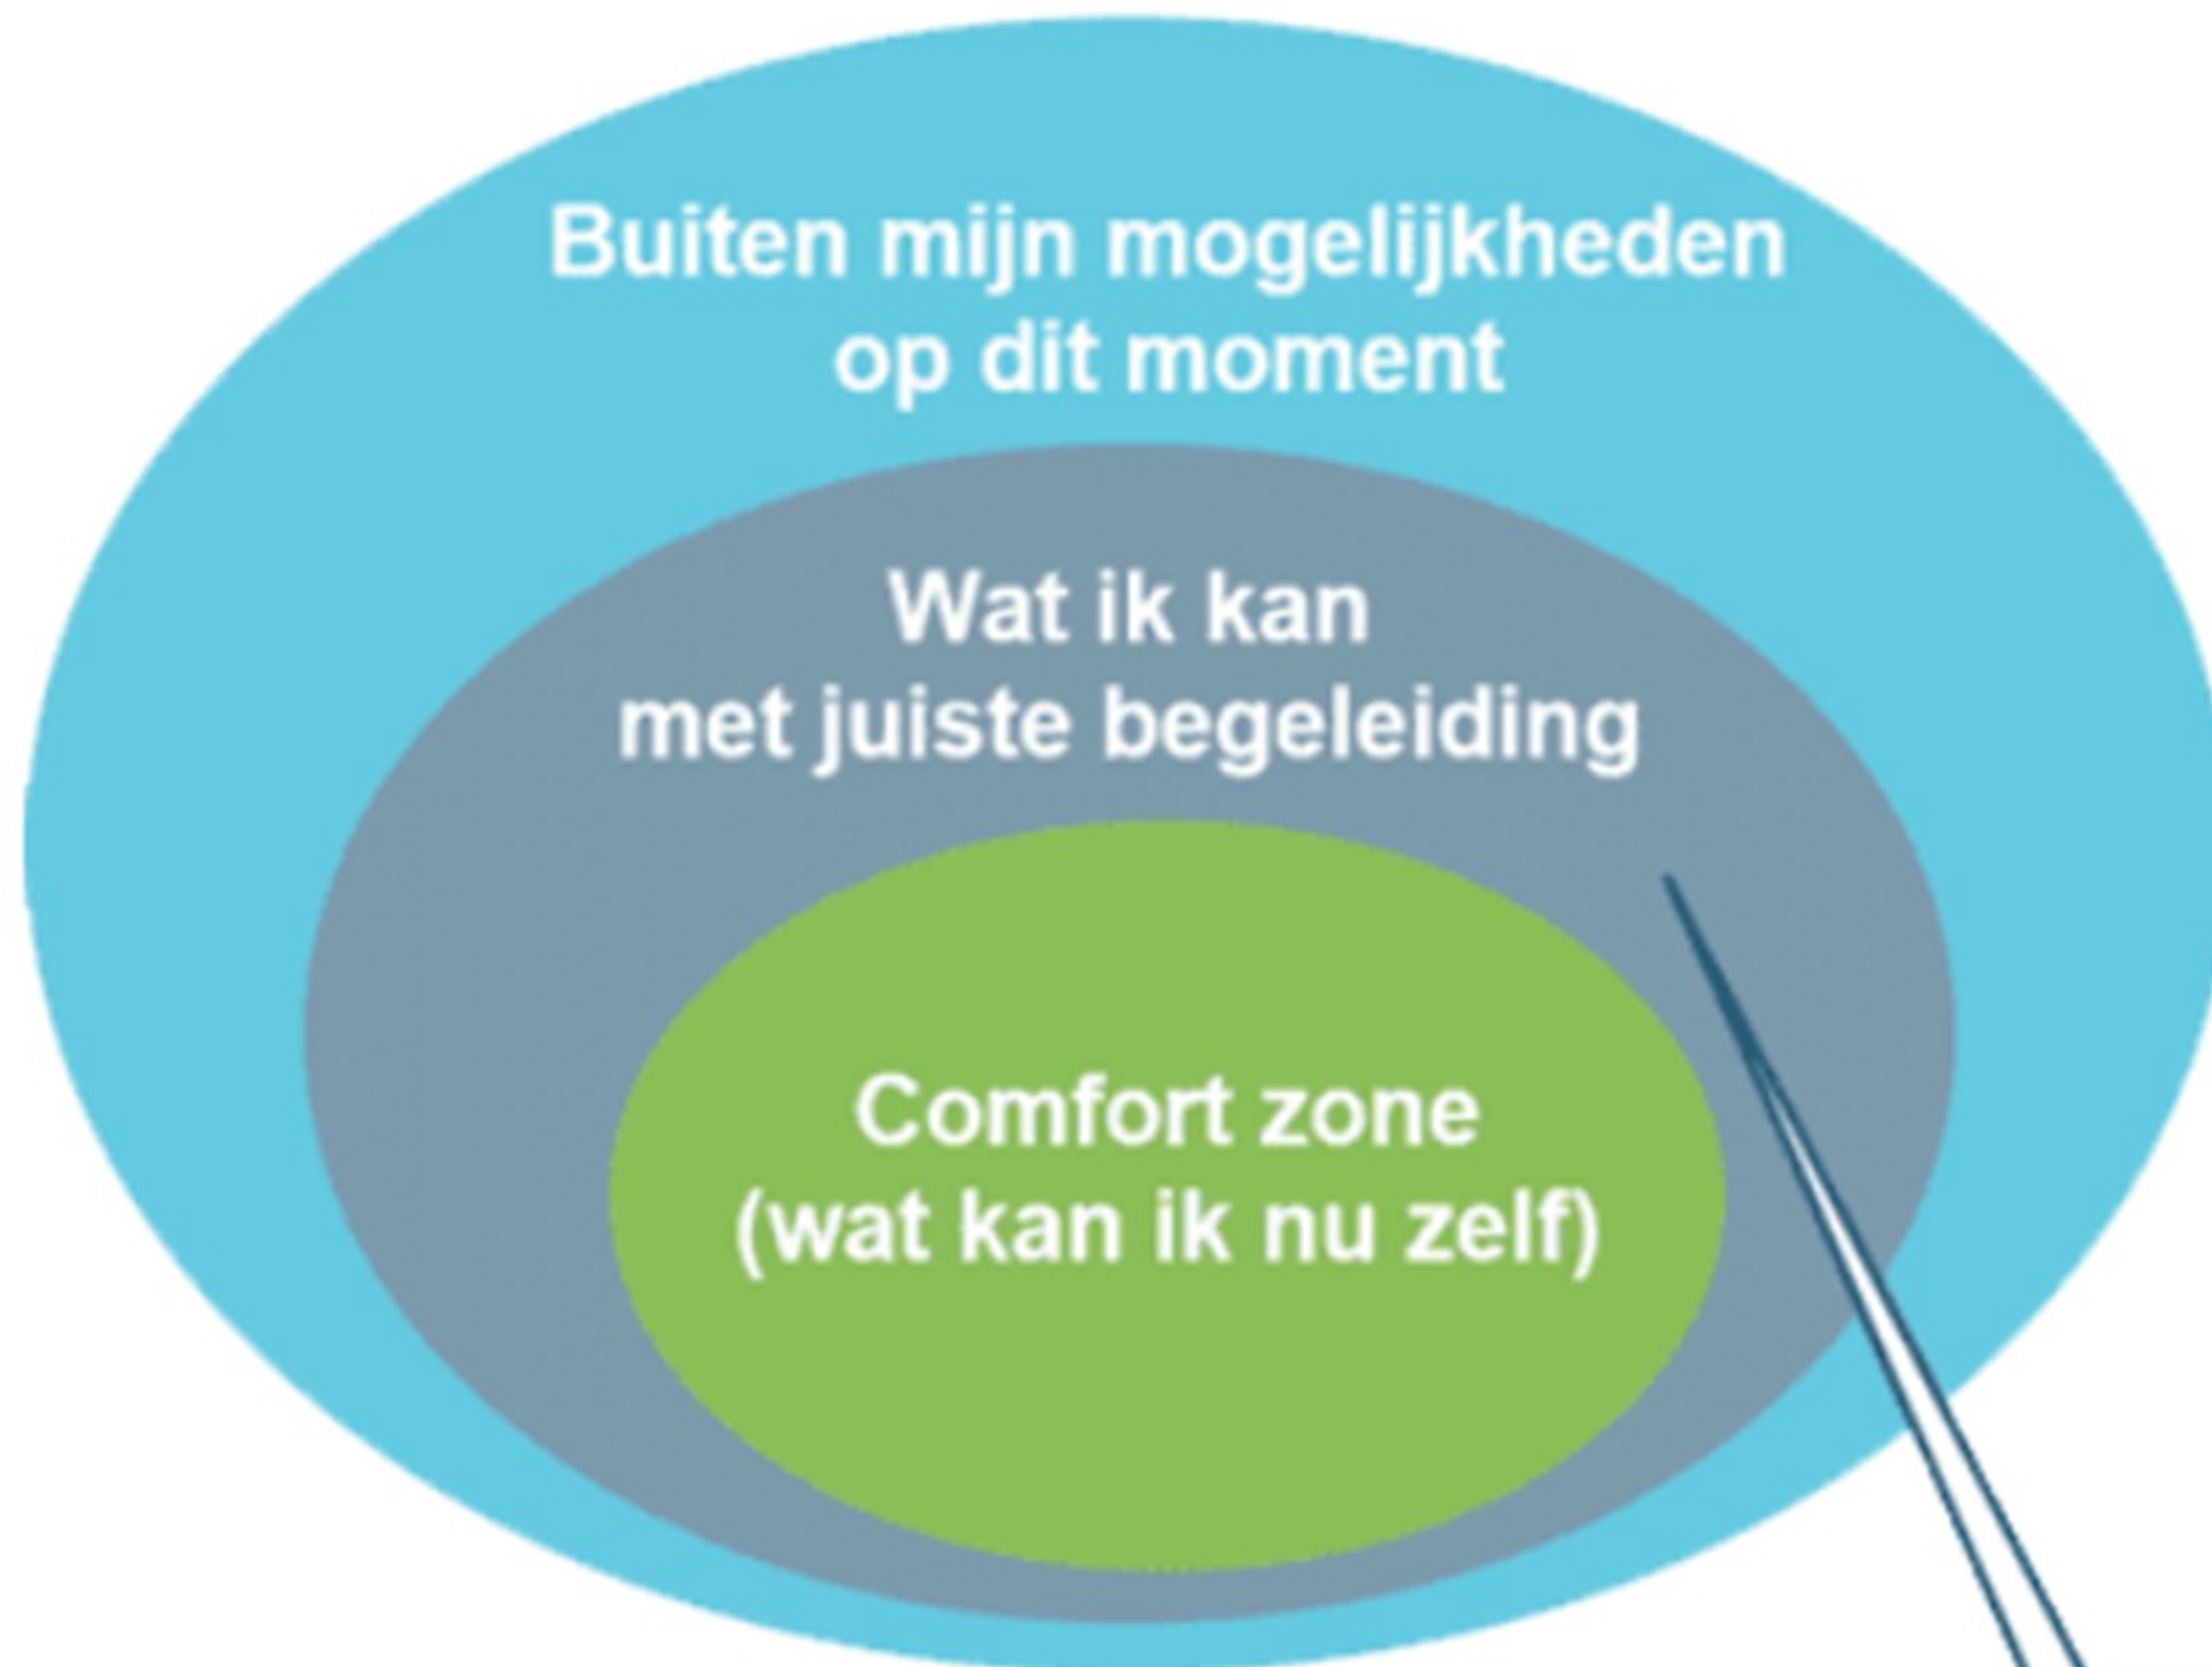 Buiten mijn mogelijkheden
op dit moment
Wat ik kan
met juiste begeleiding
Comfort zone
(wat kan ik nu zelf)